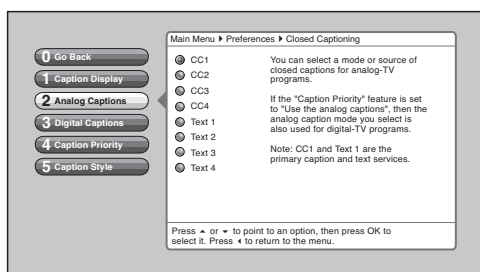 Main Menu ▸ Preferences ▸ Closed Captioning
0 Go Back
1 Caption Display
2 Analog Captions
3 Digital Captions
4 Caption Priority
5 Caption Style
CC1
CC2
CC3
CC4
Text 1
Text 2
Text 3
Text 4
You can select a mode or source of
closed captions for analog-TV
programs.
If the "Caption Priority" feature is set
to "Use the analog captions", then the
analog caption mode you select is
also used for digital-TV programs.
Note: CC1 and Text 1 are the
primary caption and text services.
Press ▴ or ▾ to point to an option, then press OK to
select it. Press ◂ to return to the menu.